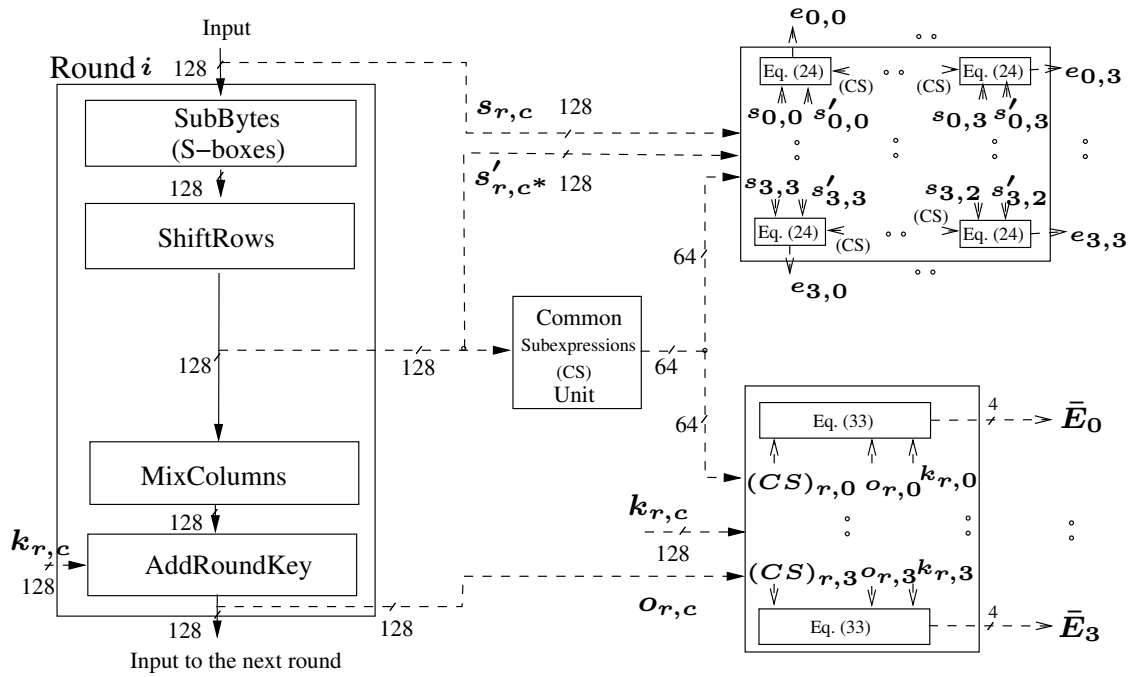 Input
Round i
128
SubBytes
(S-boxes)
128
ShiftRows
128
MixColumns
128
k_{r,c}
128
AddRoundKey
128
Input to the next round
s_{r,c}
128
s'_{r,c*}
128
128
Common
Subexpressions
(CS)
Unit
64
64
64
k_{r,c}
128
128
o_{r,c}
e_{0,0}
Eq. (24)
(CS)
(CS)
Eq. (24)
e_{0,3}
s_{0,0} s'_{0,0}
s_{0,3} s'_{0,3}
s_{3,3} s'_{3,3}
s_{3,2} s'_{3,2}
Eq. (24)
(CS)
(CS)
Eq. (24)
e_{3,3}
e_{3,0}
Eq. (33)
4
Ē_0
(CS)_{r,0} o_{r,0} k_{r,0}
(CS)_{r,3} o_{r,3} k_{r,3}
Eq. (33)
4
Ē_3